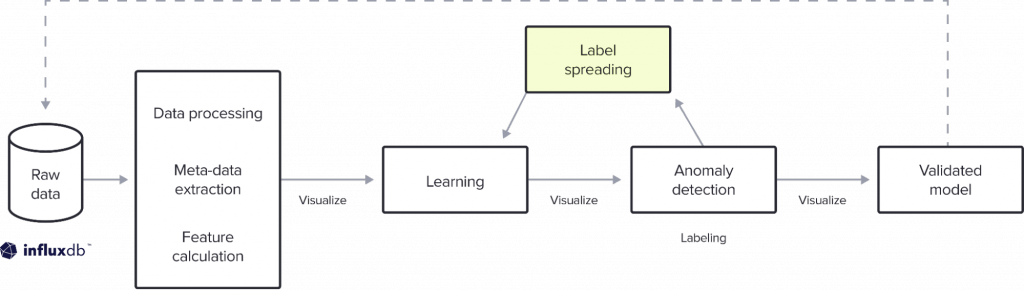 Label
spreading
Data processing
Raw
data
Meta-data
extraction
Visualize
Learning
Visualize
Anomaly
detection
Visualize
Validated
model
Labeling
Feature
calculation
influxdb™